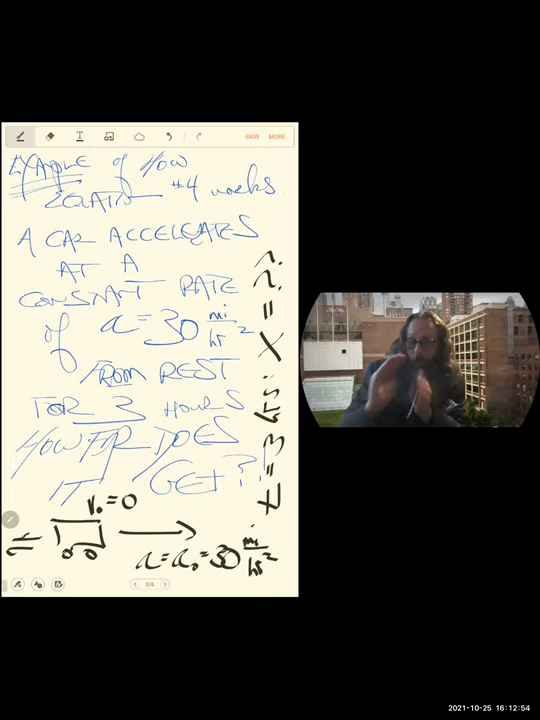 SAVE MORE
EXAMPLE of HOW
EQUATION #4 works
A CAR ACCELERATES
AT A
CONSTANT RATE
of a = 30 mi/hr²
FROM REST
FOR 3 HOURS
HOW FAR DOES
IT GET??
v₀ = 0
a = a₀ = 30 mi/hr²
t = 3 hrs: x = ??
3/6
2021-10-25 16:12:54